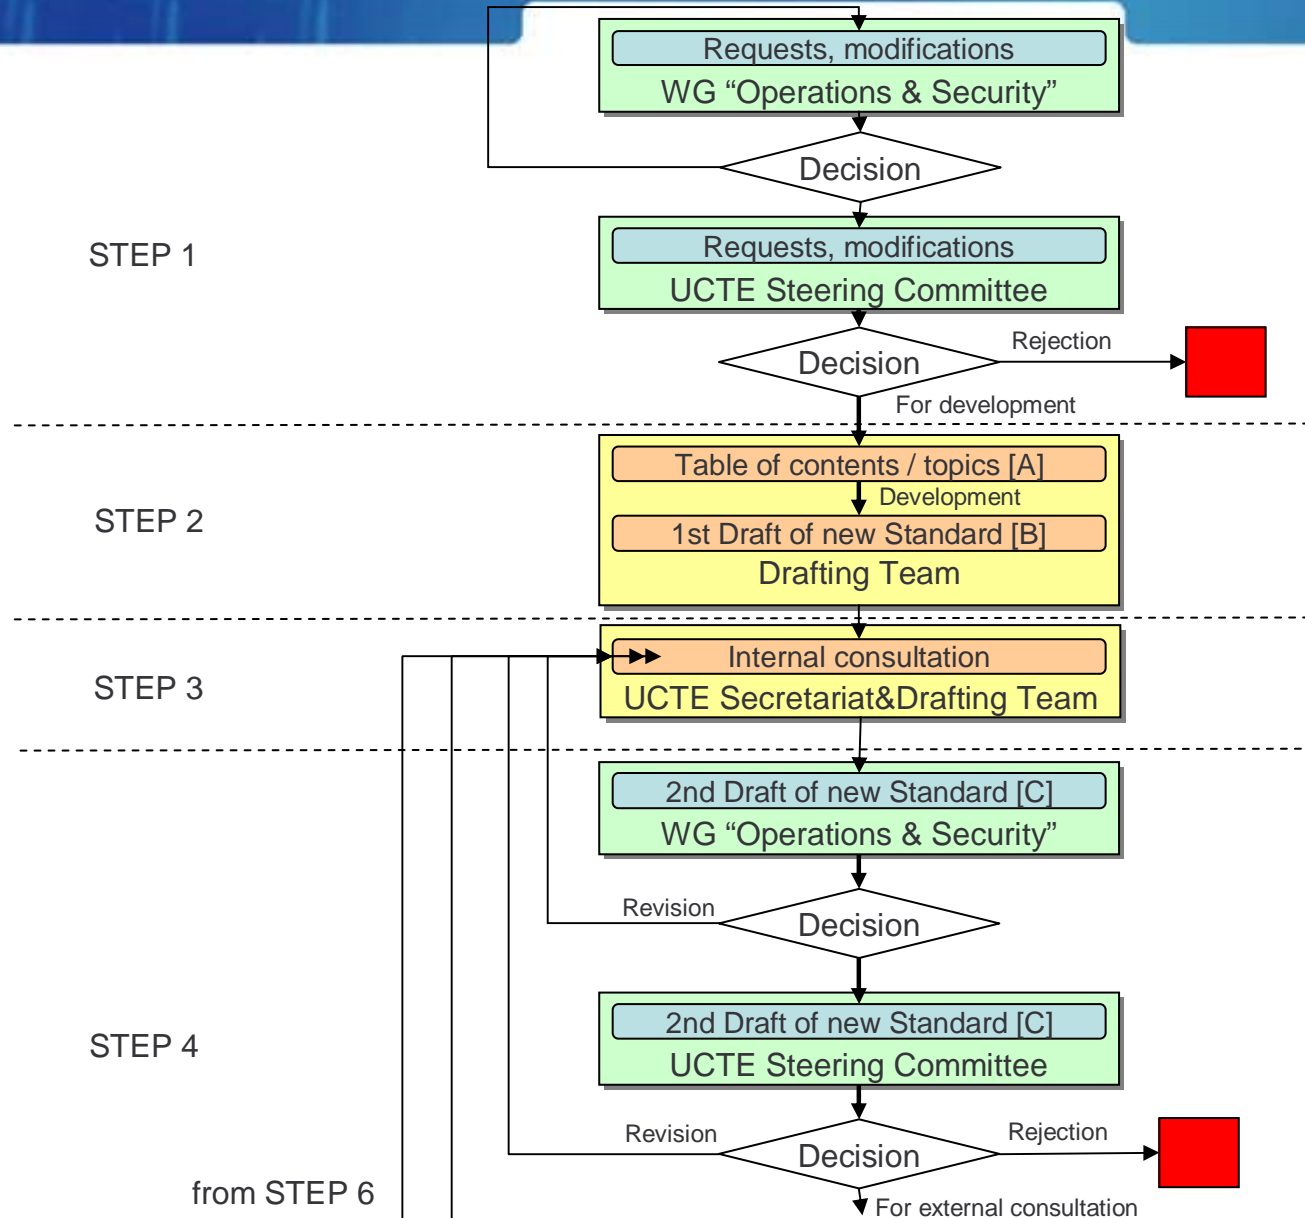 Requests, modifications
WG “Operations & Security”
Decision
STEP 1
Requests, modifications
UCTE Steering Committee
Decision
Rejection
For development
STEP 2
Table of contents / topics [A]
Development
1st Draft of new Standard [B]
Drafting Team
STEP 3
Internal consultation
UCTE Secretariat&Drafting Team
2nd Draft of new Standard [C]
WG “Operations & Security”
Revision
Decision
STEP 4
2nd Draft of new Standard [C]
UCTE Steering Committee
Revision
Decision
Rejection
from STEP 6
For external consultation